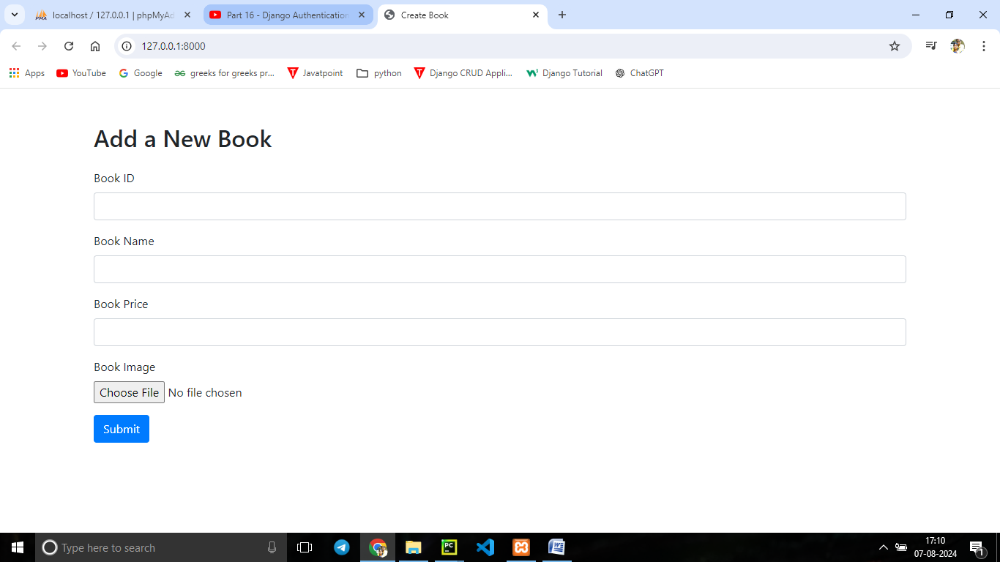 localhost / 127.0.0.1 | phpMyAd
Part 16 - Django Authentication
Create Book
127.0.0.1:8000
Apps YouTube Google greeks for greeks pr... Javatpoint python Django CRUD Appli... Django Tutorial ChatGPT
Add a New Book
Book ID
Book Name
Book Price
Book Image
Choose File No file chosen
Submit
Type here to search
17:10
07-08-2024
1